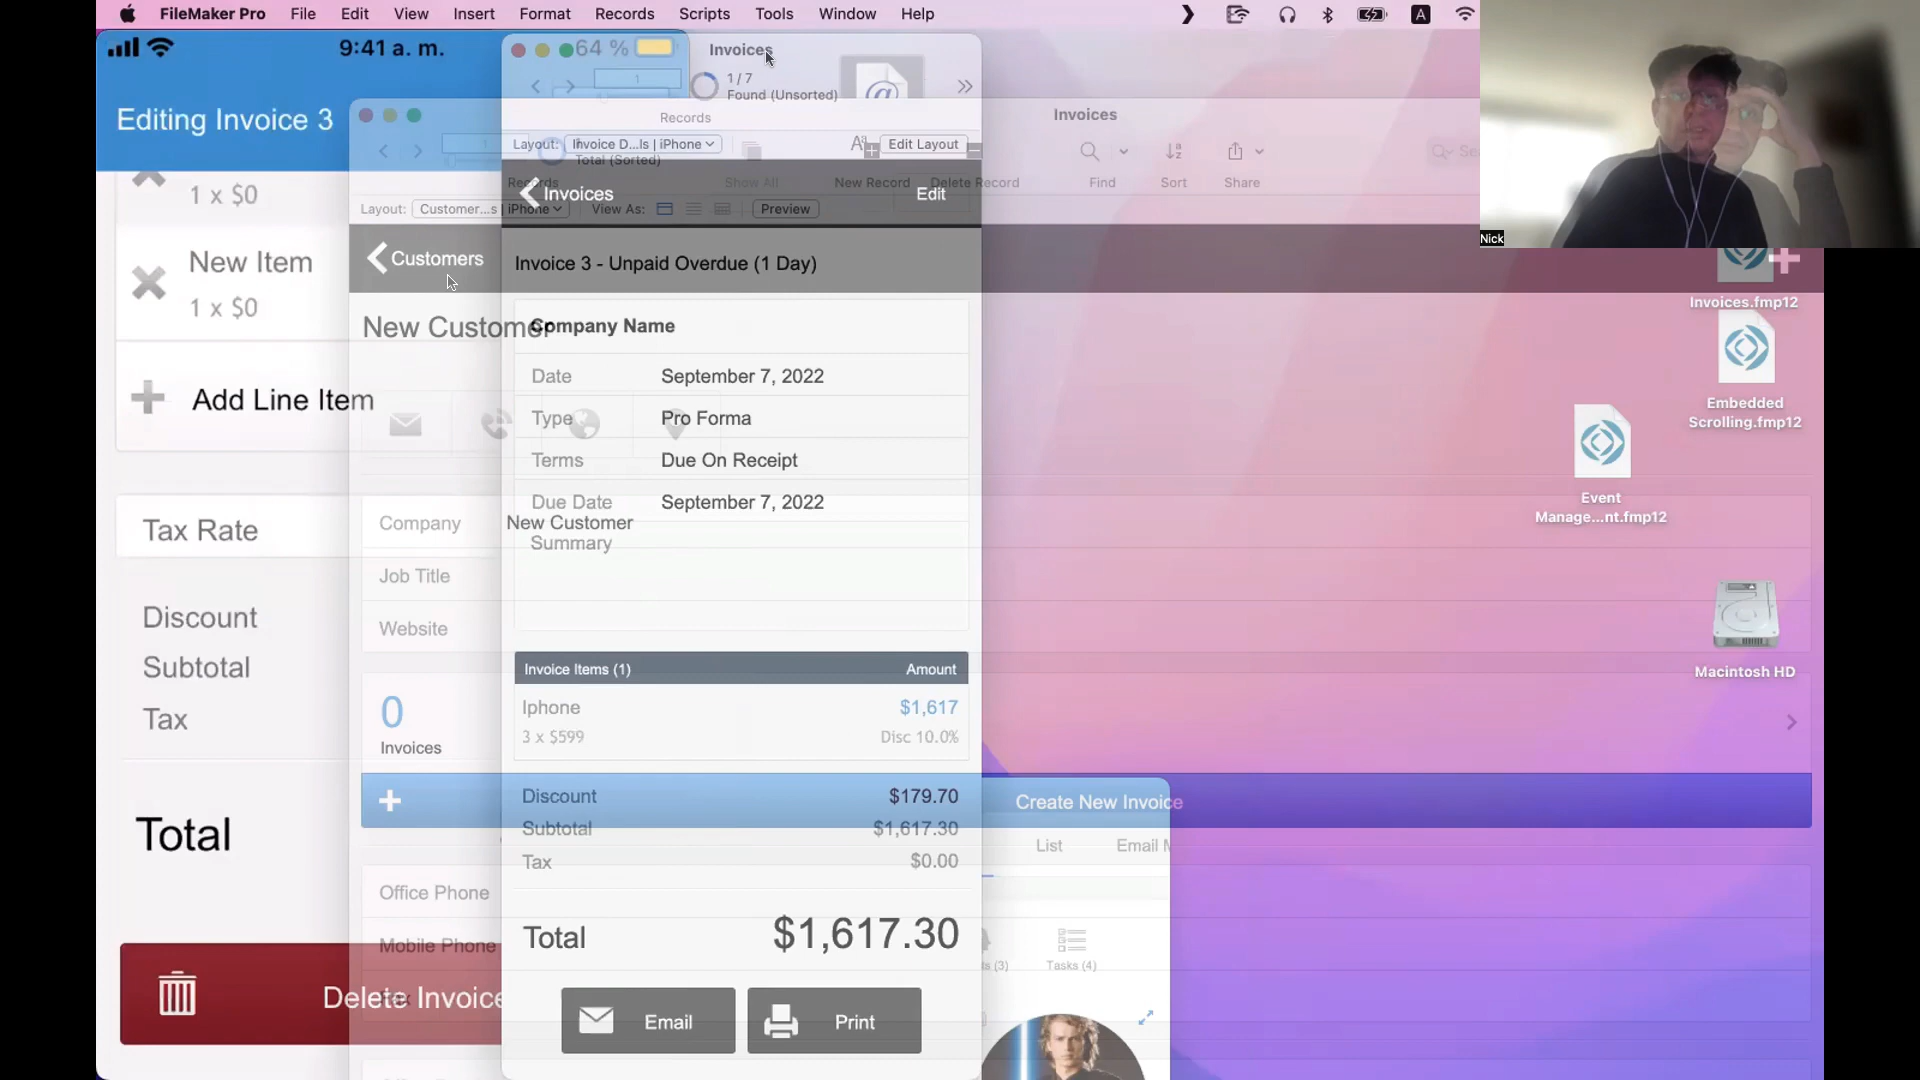 FileMaker Pro File Edit View Insert Format Records Scripts Tools Window Help
A
9:41 a. m.
64 %
Editing Invoice 3
1 x $0
New Item
1 x $0
Add Line Item
Tax Rate
Discount
Subtotal
Tax
Total
Delete Invoice
Invoices
1
1 / 7
Found (Unsorted)
Records
Layout: Invoice D...ls | iPhone
Edit Layout
Invoices
Edit
Invoice 3 - Unpaid Overdue (1 Day)
Company Name
Date September 7, 2022
Type Pro Forma
Terms Due On Receipt
Due Date September 7, 2022
Summary
Invoice Items (1) Amount
Iphone $1,617
3 x $599 Disc 10.0%
Discount $179.70
Subtotal $1,617.30
Tax $0.00
Total $1,617.30
Email
Print
Invoices
Total (Sorted)
Records
Show All
New Record
Delete Record
Find
Sort
Share
Layout: Customer...s | iPhone View As: Preview
Customers
New Customer
Company New Customer
Job Title
Website
0
Invoices
Create New Invoice
Office Phone
Mobile Phone
List
Email
Tasks (4)
Nick
Invoices.fmp12
Embedded
Scrolling.fmp12
Event
Manage...nt.fmp12
Macintosh HD